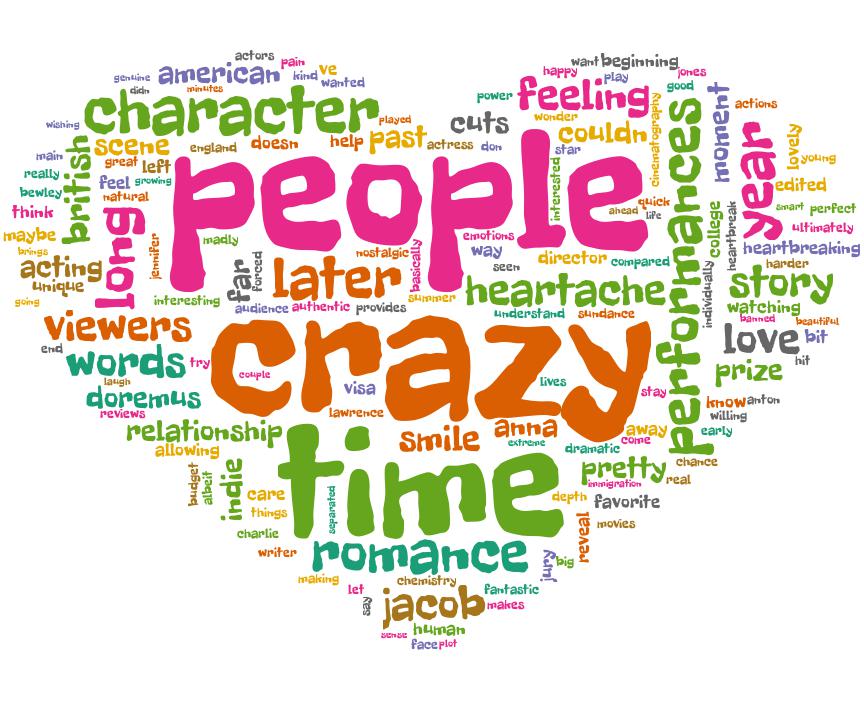 actors
pain
want
beginning
genuine
american
kind
ve
wanted
happy
play
jones
didn
minutes
power
feeling
good
moment
actions
character
played
wonder
cinematography
wishing
cuts
couldn
performances
year
lovely
british
scene
england
doesn
help
past
actress
don
star
young
main
great
left
people
interested
really
feel
growing
edited
bewley
natural
quick
smart
perfect
think
long
ahead
life
college
heartbreak
ultimately
maybe
jennifer
madly
emotions
way
heartbreaking
brings
nostalgic
basically
seen
director
compared
harder
acting
far
forced
later
individually
story
unique
heartache
watching
going
interesting
audience
authentic
provides
summer
understand
sundance
banned
beautiful
viewers
crazy
love
bit
end
words
try
hit
couple
prize
laugh
visa
lives
doremus
stay
know
anton
reviews
lawrence
willing
relationship
time
smile
anna
away
early
extreme
come
allowing
dramatic
chance
budget
albeit
indie
pretty
real
immigration
care
separated
depth
favorite
things
charlie
reveal
movies
writer
romance
jury
big
making
chemistry
let
say
jacob
fantastic
makes
sense
human
face
plot